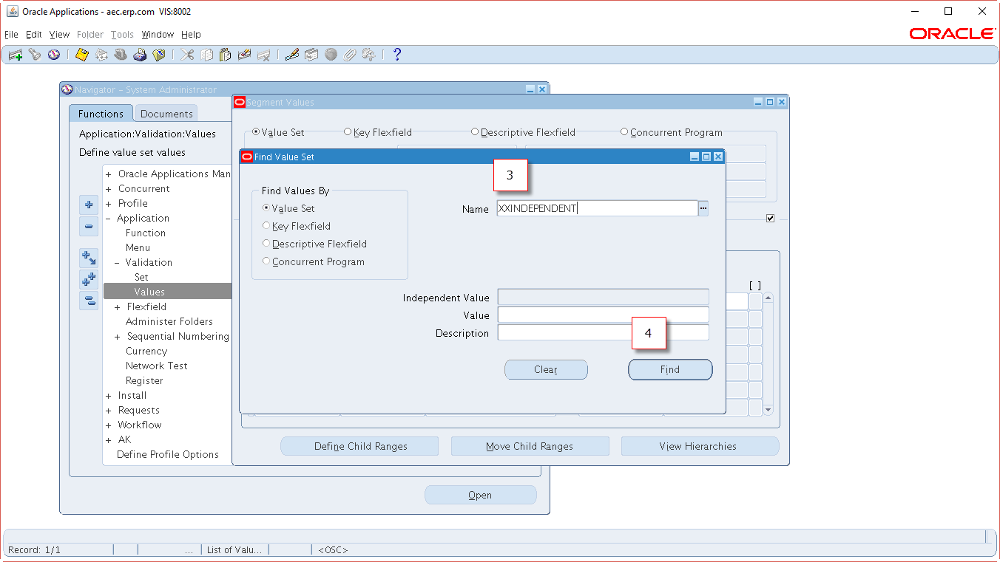 Oracle Applications - aec.erp.com VIS:8002
File Edit View Folder Tools Window Help
ORACLE
Navigator - System Administrator
Functions Documents
Application:Validation:Values
Define value set values
+ Oracle Applications Man
+ Concurrent
+ Profile
- Application
Function
Menu
- Validation
Set
Values
+ Flexfield
Administer Folders
+ Sequential Numbering
Currency
Network Test
Register
+ Install
+ Requests
+ Workflow
+ AK
Define Profile Options
Open
Segment Values
Value Set Key Flexfield Descriptive Flexfield Concurrent Program
Find Value Set
3
Find Values By
Value Set
Key Flexfield
Descriptive Flexfield
Concurrent Program
Name XXINDEPENDENT ...
Independent Value
Value
Description
4
Clear Find
[ ]
Define Child Ranges Move Child Ranges View Hierarchies
Record: 1/1 ... List of Valu... <OSC>